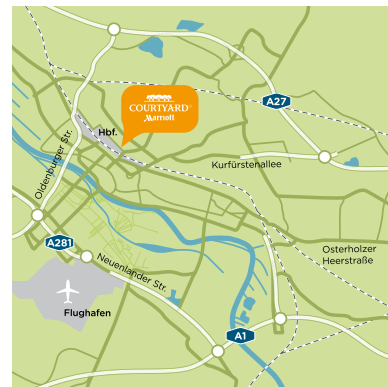 A27
COURTYARD®
Marriott
Hbf.
Kurfürstenallee
Oldenburger Str.
A281
Neuenlander Str.
Osterholzer
Heerstraße
Flughafen
A1